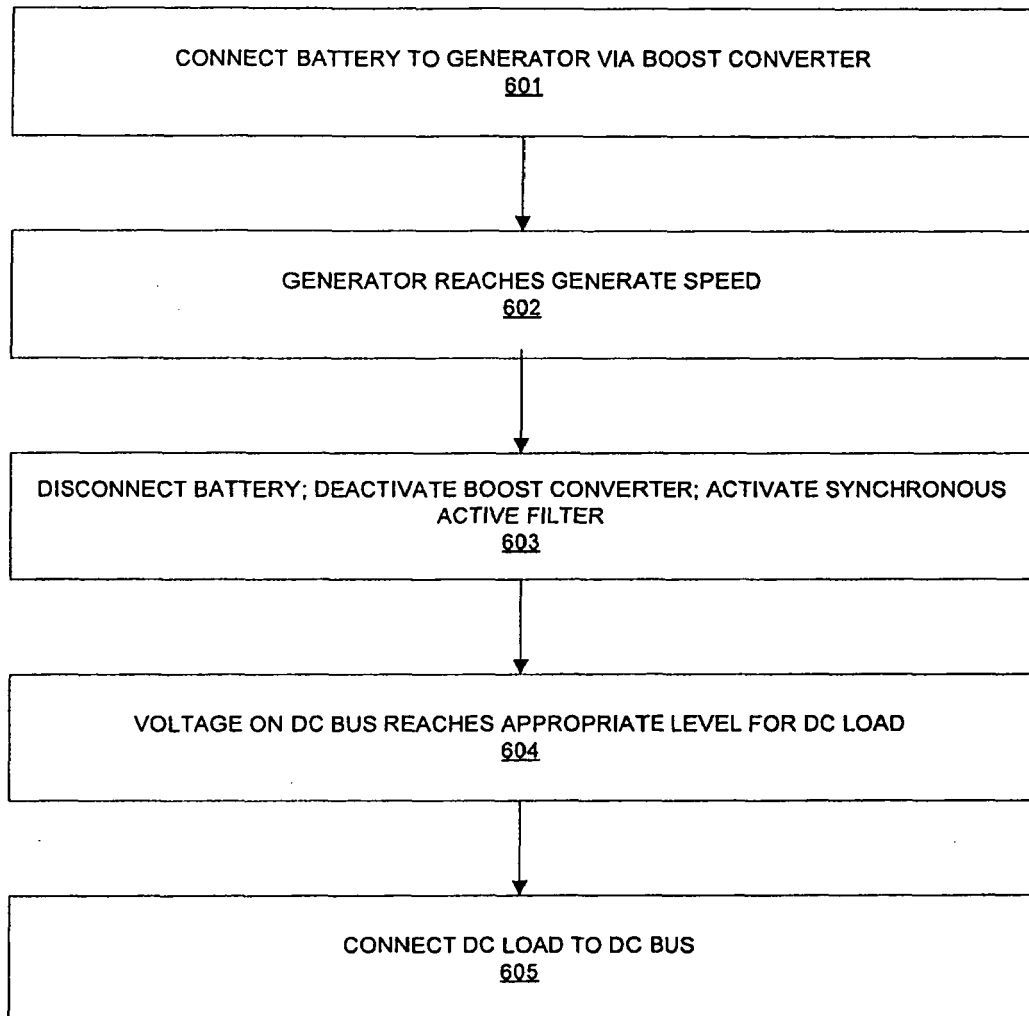 CONNECT BATTERY TO GENERATOR VIA BOOST CONVERTER
601
GENERATOR REACHES GENERATE SPEED
602
DISCONNECT BATTERY; DEACTIVATE BOOST CONVERTER; ACTIVATE SYNCHRONOUS
ACTIVE FILTER
603
VOLTAGE ON DC BUS REACHES APPROPRIATE LEVEL FOR DC LOAD
604
CONNECT DC LOAD TO DC BUS
605